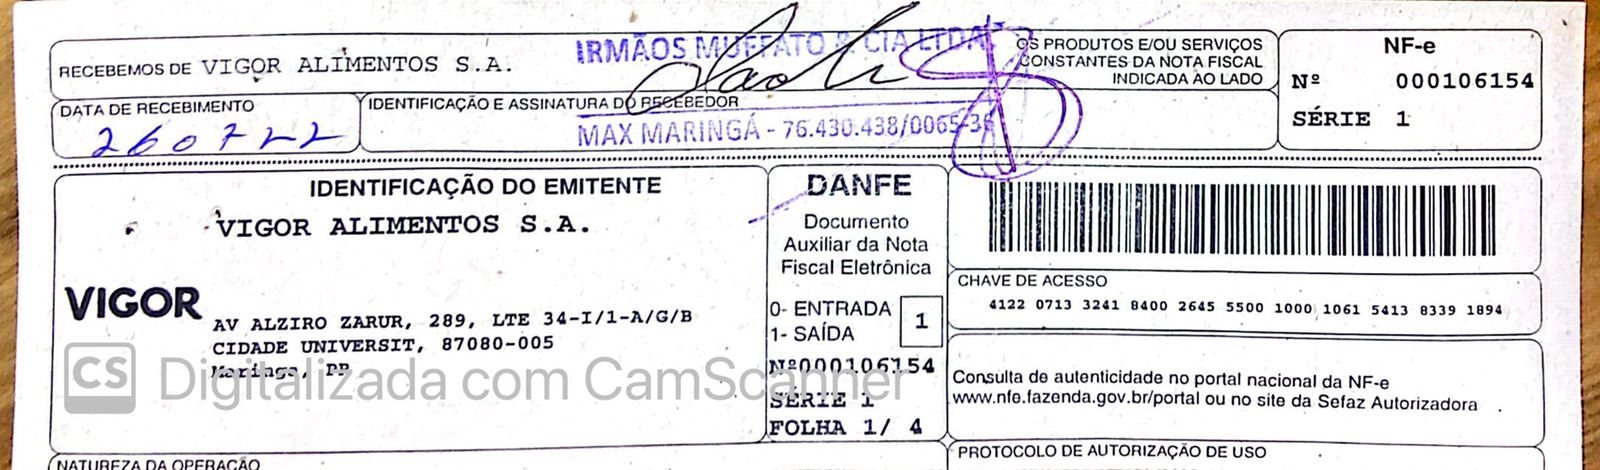 IRMÃOS MUFFATO & CIA LTDA
RECEBEMOS DE VIGOR ALIMENTOS S.A.
OS PRODUTOS E/OU SERVIÇOS
CONSTANTES DA NOTA FISCAL
INDICADA AO LADO
NF-e
Nº 000106154
SÉRIE 1
DATA DE RECEBIMENTO
260722
IDENTIFICAÇÃO E ASSINATURA DO RECEBEDOR
MAX MARINGÁ - 76.430.438/0065-36
IDENTIFICAÇÃO DO EMITENTE
VIGOR ALIMENTOS S.A.
VIGOR
AV ALZIRO ZARUR, 289, LTE 34-I/1-A/G/B
CIDADE UNIVERSIT, 87080-005
Maringa, PR
DANFE
Documento
Auxiliar da Nota
Fiscal Eletrônica
0- ENTRADA
1- SAÍDA
1
Nº000106154
SÉRIE 1
FOLHA 1/ 4
CHAVE DE ACESSO
4122 0713 3241 8400 2645 5500 1000 1061 5413 8339 1894
Consulta de autenticidade no portal nacional da NF-e
www.nfe.fazenda.gov.br/portal ou no site da Sefaz Autorizadora
CS Digitalizada com CamScanner
NATUREZA DA OPERAÇÃO
PROTOCOLO DE AUTORIZAÇÃO DE USO